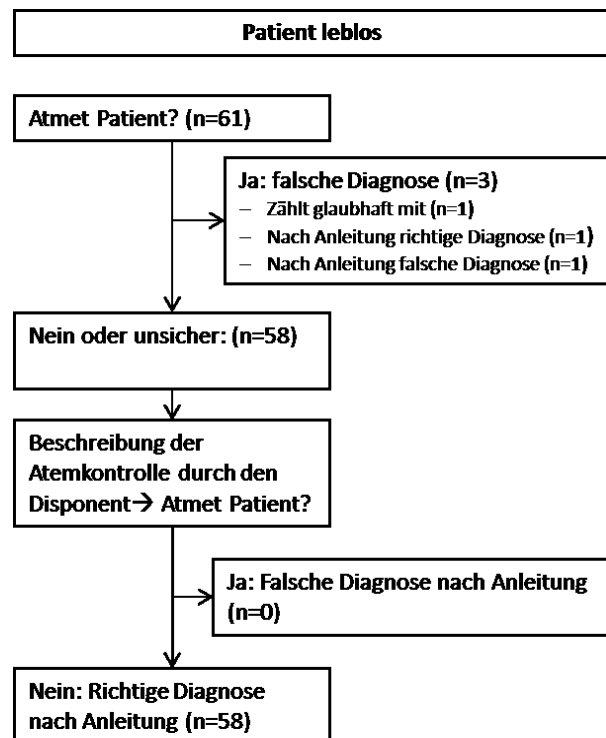 Patient leblos
Atmet Patient? (n=61)
Ja: falsche Diagnose (n=3)
– Zählt glaubhaft mit (n=1)
– Nach Anleitung richtige Diagnose (n=1)
– Nach Anleitung falsche Diagnose (n=1)
Nein oder unsicher: (n=58)
Beschreibung der
Atemkontrolle durch den
Disponent→ Atmet Patient?
Ja: Falsche Diagnose nach Anleitung
(n=0)
Nein: Richtige Diagnose
nach Anleitung (n=58)